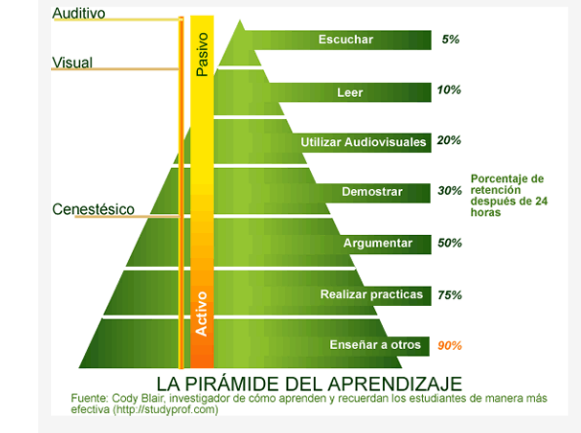 Auditivo
Visual
Cenestésico
Pasivo
Activo
Escuchar 5%
Leer 10%
Utilizar Audiovisuales 20%
Demostrar 30%
Argumentar 50%
Realizar practicas 75%
Enseñar a otros 90%
Porcentaje de
retención
después de 24
horas
LA PIRÁMIDE DEL APRENDIZAJE
Fuente: Cody Blair, investigador de cómo aprenden y recuerdan los estudiantes de manera más
efectiva (http://studyprof.com)